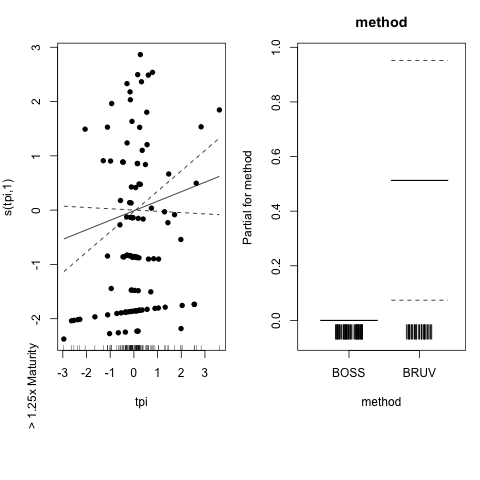 method
s(tpi,1)
3
2
1
0
-1
-2
> 1.25x Maturity
-3 -2 -1 0 1 2 3
tpi
Partial for method
1.0
0.8
0.6
0.4
0.2
0.0
BOSS BRUV
method